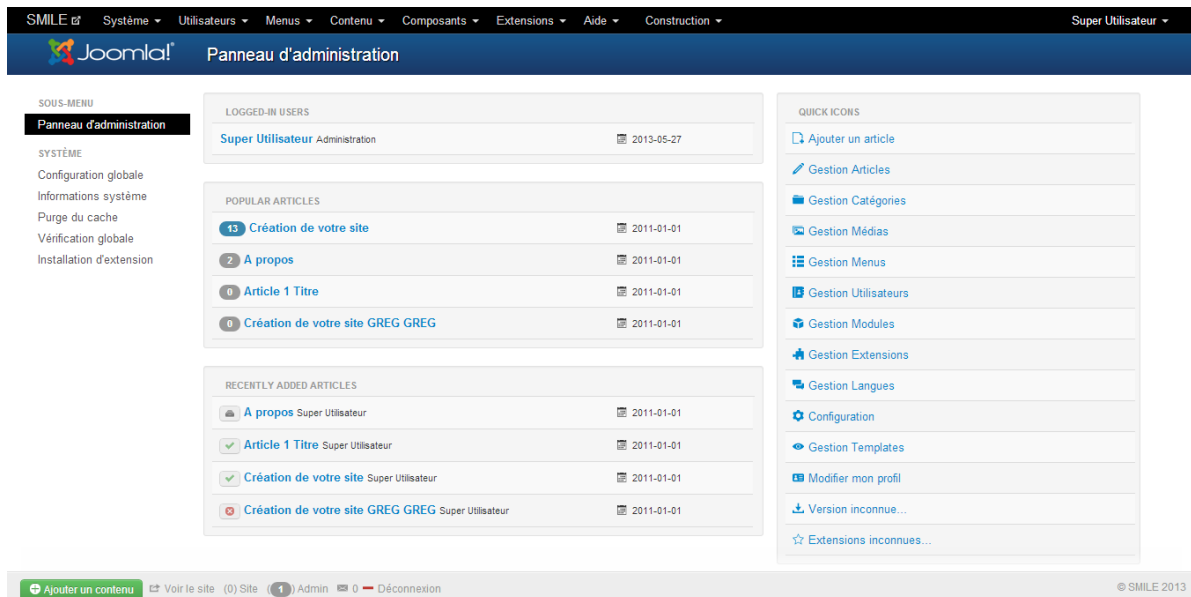 SMILE Système Utilisateurs Menus Contenu Composants Extensions Aide Construction Super Utilisateur
Joomla!® Panneau d'administration
SOUS-MENU
Panneau d'administration
SYSTÈME
Configuration globale
Informations système
Purge du cache
Vérification globale
Installation d'extension
LOGGED-IN USERS
Super Utilisateur Administration 2013-05-27
POPULAR ARTICLES
13 Création de votre site 2011-01-01
2 A propos 2011-01-01
0 Article 1 Titre 2011-01-01
0 Création de votre site GREG GREG 2011-01-01
RECENTLY ADDED ARTICLES
A propos Super Utilisateur 2011-01-01
Article 1 Titre Super Utilisateur 2011-01-01
Création de votre site Super Utilisateur 2011-01-01
Création de votre site GREG GREG Super Utilisateur 2011-01-01
QUICK ICONS
Ajouter un article
Gestion Articles
Gestion Catégories
Gestion Médias
Gestion Menus
Gestion Utilisateurs
Gestion Modules
Gestion Extensions
Gestion Langues
Configuration
Gestion Templates
Modifier mon profil
Version inconnue...
Extensions inconnues...
Ajouter un contenu Voir le site (0) Site (1) Admin 0 Déconnexion © SMILE 2013